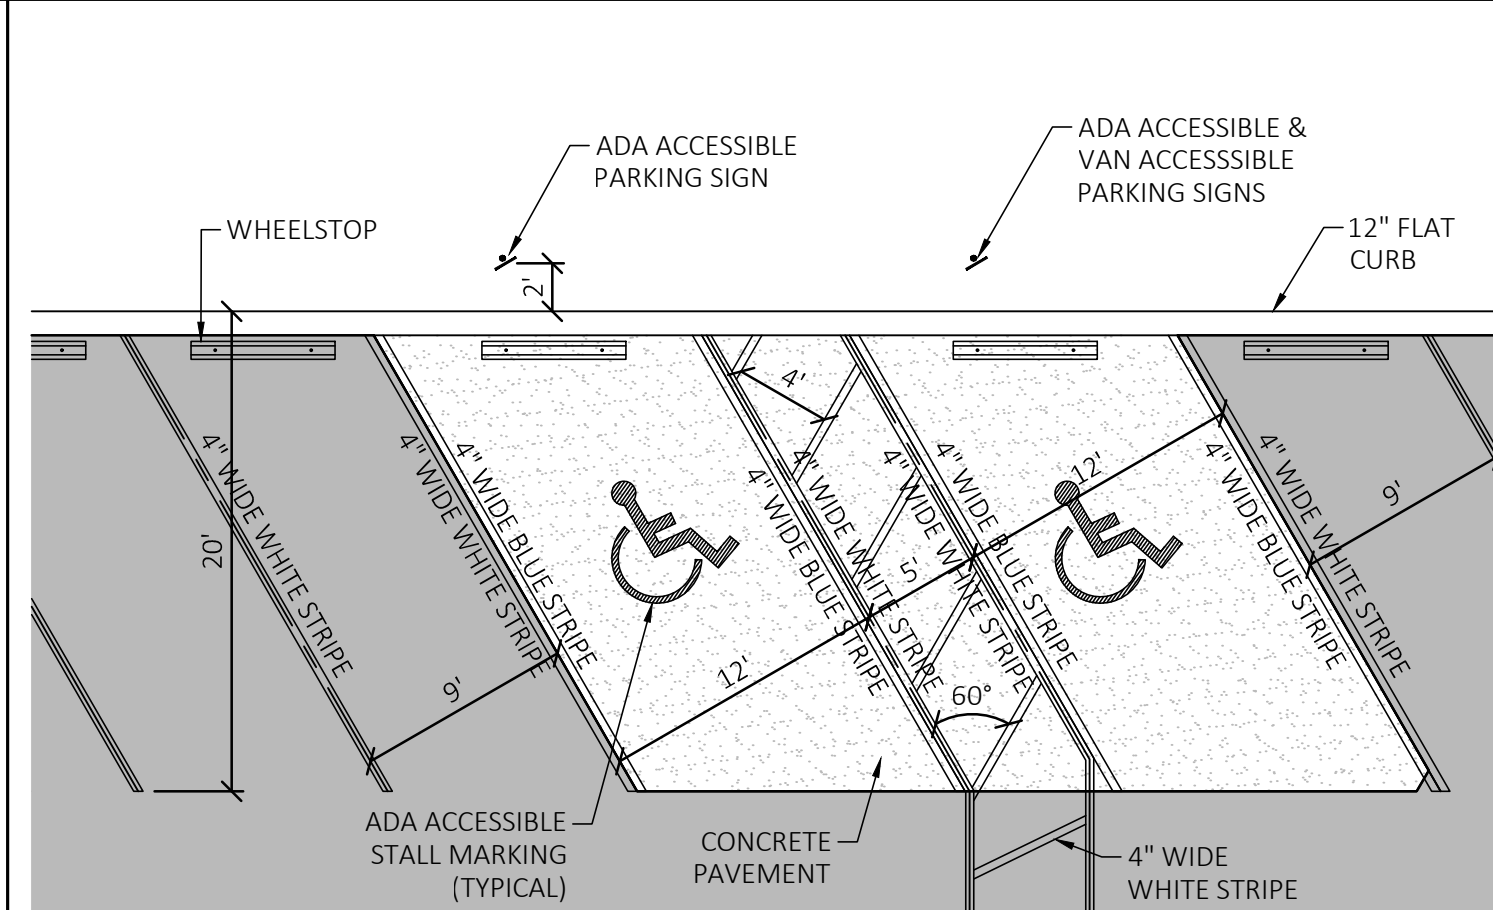 ADA ACCESSIBLE
PARKING SIGN
ADA ACCESSIBLE &
VAN ACCESSSIBLE
PARKING SIGNS
WHEELSTOP
12" FLAT
CURB
2'
4'
20'
4" WIDE WHITE STRIPE
4" WIDE WHITE STRIPE
4" WIDE BLUE STRIPE
4" WIDE BLUE STRIPE
4" WIDE WHITE STRIPE
4" WIDE WHITE STRIPE
4" WIDE BLUE STRIPE
4" WIDE BLUE STRIPE
4" WIDE WHITE STRIPE
12'
9'
5'
9'
12'
60°
ADA ACCESSIBLE
STALL MARKING
(TYPICAL)
CONCRETE
PAVEMENT
4" WIDE
WHITE STRIPE